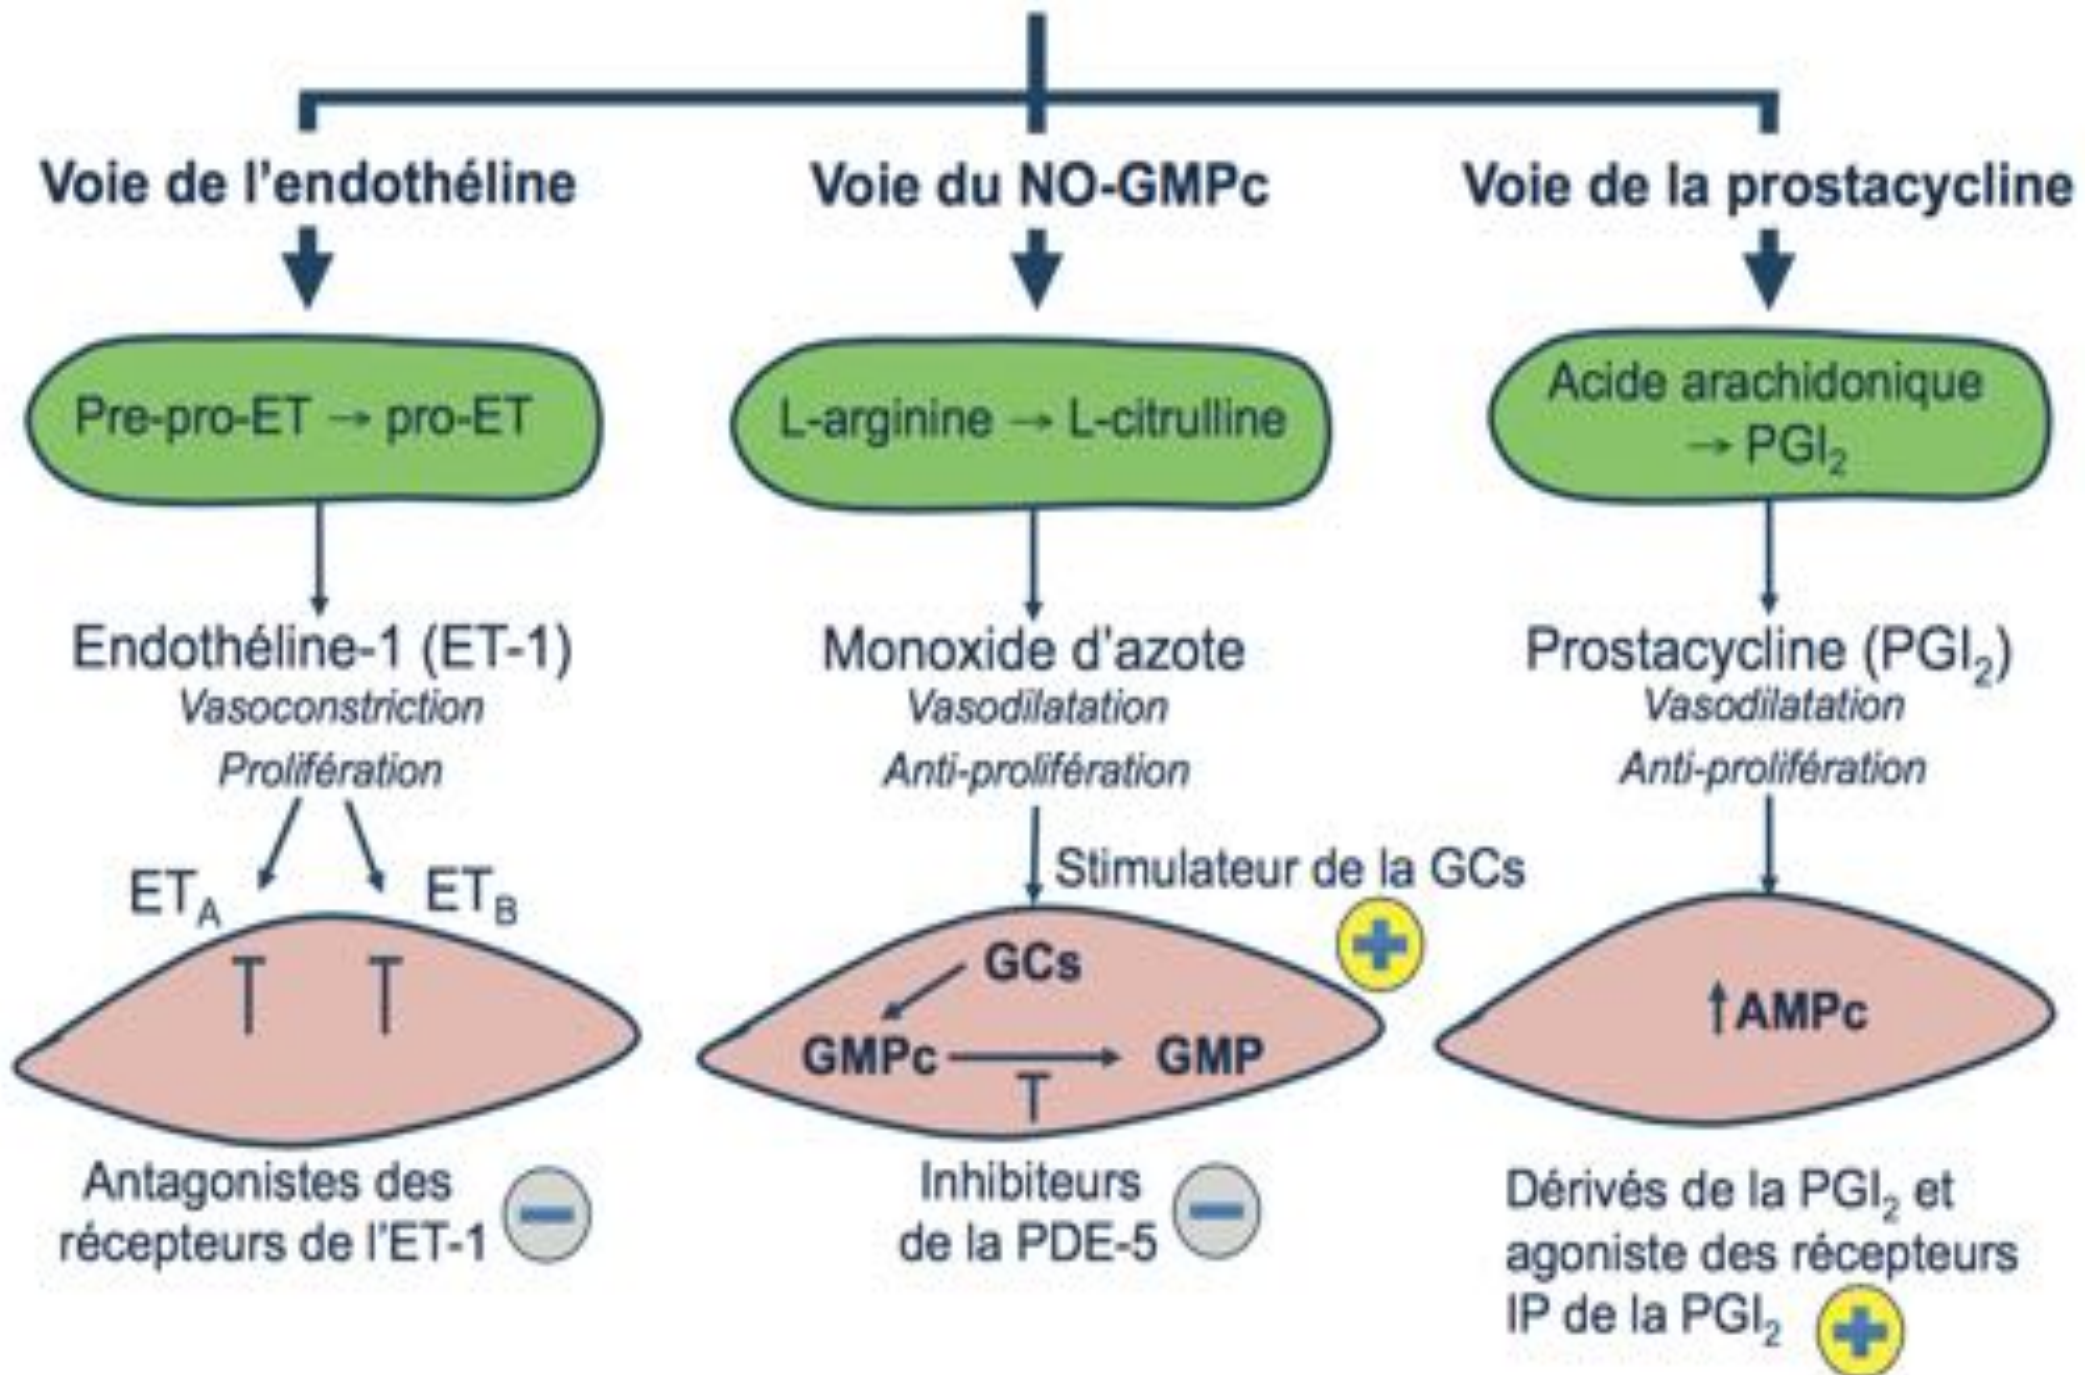 Voie de l'endothéline
Pre-pro-ET → pro-ET
Endothéline-1 (ET-1)
Vasoconstriction
Prolifération
ET_A
ET_B
Antagonistes des
récepteurs de l'ET-1
Voie du NO-GMPc
L-arginine → L-citrulline
Monoxide d'azote
Vasodilatation
Anti-prolifération
Stimulateur de la GCs
GCs
GMPc
GMP
Inhibiteurs
de la PDE-5
Voie de la prostacycline
Acide arachidonique
→ PGI₂
Prostacycline (PGI₂)
Vasodilatation
Anti-prolifération
↑AMPc
Dérivés de la PGI₂ et
agoniste des récepteurs
IP de la PGI₂